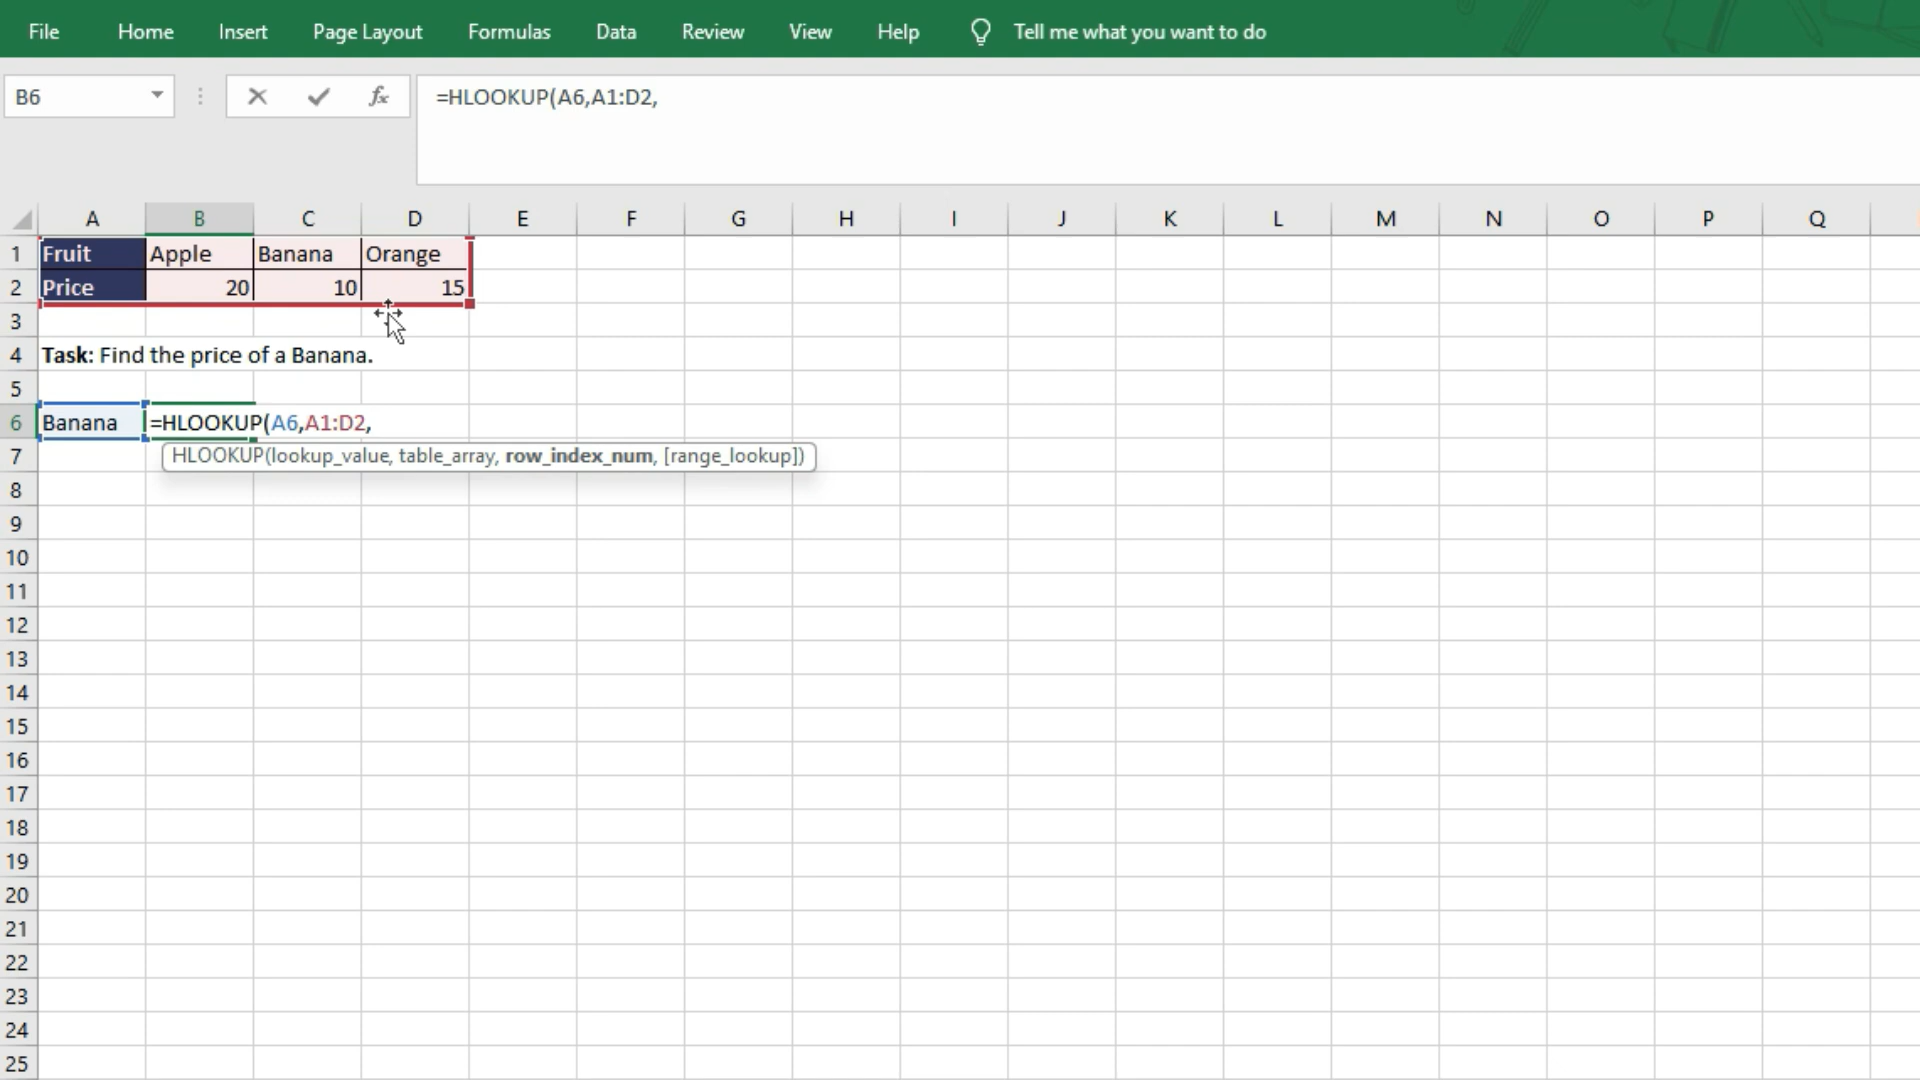 File Home Insert Page Layout Formulas Data Review View Help Tell me what you want to do
B6 fx =HLOOKUP(A6,A1:D2,
A B C D E F G H I J K L M N O P Q
1 Fruit Apple Banana Orange
2 Price 20 10 15
3
4 Task: Find the price of a Banana.
5
6 Banana =HLOOKUP(A6,A1:D2,
7 HLOOKUP(lookup_value, table_array, row_index_num, [range_lookup])
8
9
10
11
12
13
14
15
16
17
18
19
20
21
22
23
24
25